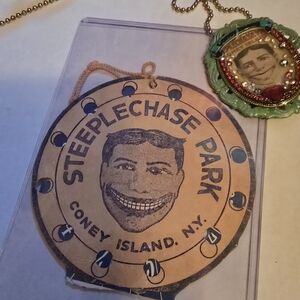 STEEPLECHASE PARK
CONEY ISLAND, N.Y.